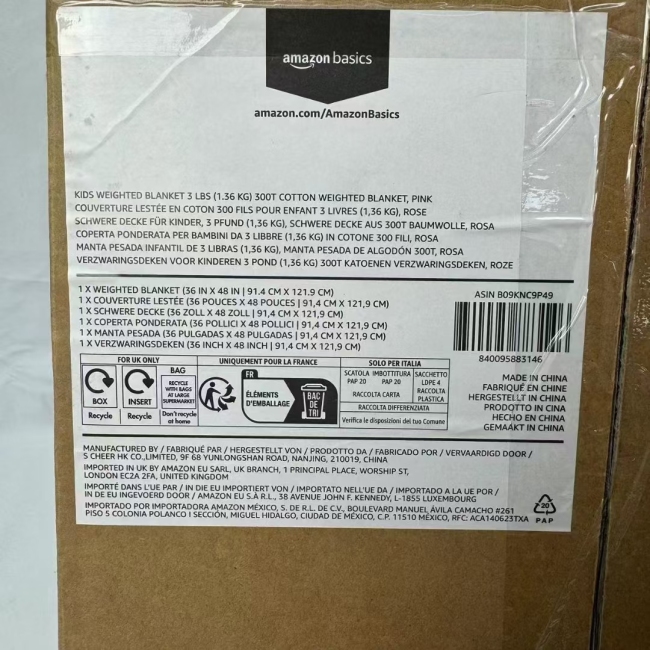 amazon basics
amazon.com/AmazonBasics
KIDS WEIGHTED BLANKET 3 LBS (1.36 KG) 300T COTTON WEIGHTED BLANKET, PINK
COUVERTURE LESTÉE EN COTON 300 FILS POUR ENFANT 3 LIVRES (1,36 KG), ROSE
SCHWERE DECKE FÜR KINDER, 3 PFUND (1,36 KG), SCHWERE DECKE AUS 300T BAUMWOLLE, ROSA
COPERTA PONDERATA PER BAMBINI DA 3 LIBBRE (1,36 KG) IN COTONE 300 FILI, ROSA
MANTA PESADA INFANTIL DE 3 LIBRAS (1,36 KG), MANTA PESADA DE ALGODÓN 300T, ROSA
VERZWARINGSDEKEN VOOR KINDEREN 3 POND (1,36 KG) 300T KATOENEN VERZWARINGSDEKEN, ROZE
1 X WEIGHTED BLANKET (36 IN X 48 IN | 91.4 CM X 121.9 CM)
1 X COUVERTURE LESTÉE (36 POUCES X 48 POUCES | 91,4 CM X 121,9 CM)
1 X SCHWERE DECKE (36 ZOLL X 48 ZOLL | 91,4 CM X 121,9 CM)
1 X COPERTA PONDERATA (36 POLLICI X 48 POLLICI | 91,4 CM X 121,9 CM)
1 X MANTA PESADA (36 PULGADAS X 48 PULGADAS | 91,4 CM X 121,9 CM)
1 X VERZWARINGSDEKEN (36 INCH X 48 INCH | 91,4 CM X 121,9 CM)
ASIN B09KNC9P49
840095883146
FOR UK ONLY
BOX
Recycle
INSERT
Recycle
BAG
RECYCLE WITH BAGS AT LARGE SUPERMARKET
Don't recycle at home
UNIQUEMENT POUR LA FRANCE
FR
ÉLÉMENTS D'EMBALLAGE
BAC DE TRI
SOLO PER ITALIA
SCATOLA IMBOTTITURA SACCHETTO
PAP 20 PAP 20 LDPE 4
RACCOLTA CARTA RACCOLTA PLASTICA
RACCOLTA DIFFERENZIATA
Verifica le disposizioni del tuo Comune
MADE IN CHINA
FABRIQUÉ EN CHINE
HERGESTELLT IN CHINA
PRODOTTO IN CINA
HECHO EN CHINA
GEMAAKT IN CHINA
MANUFACTURED BY / FABRIQUÉ PAR / HERGESTELLT VON / PRODOTTO DA / FABRICADO POR / VERVAARDIGD DOOR /
S CHEER HK CO.,LIMITED, 9F 68 YUNLONGSHAN ROAD, NANJING, 210019, CHINA
IMPORTED IN UK BY AMAZON EU SARL, UK BRANCH, 1 PRINCIPAL PLACE, WORSHIP ST,
LONDON EC2A 2FA, UNITED KINGDOM
IMPORTÉ DANS L'UE PAR / IN DIE EU IMPORTIERT VON / IMPORTATO NELL'UE DA / IMPORTADO A LA UE POR /
IN DE EU INGEVOERD DOOR / AMAZON EU S.À R.L., 38 AVENUE JOHN F. KENNEDY, L-1855 LUXEMBOURG
IMPORTADO POR IMPORTADORA AMAZON MÉXICO, S. DE R.L. DE C.V., BOULEVARD MANUEL ÁVILA CAMACHO #261
PISO 5 COLONIA POLANCO I SECCIÓN, MIGUEL HIDALGO, CIUDAD DE MÉXICO, C.P. 11510 MÉXICO, RFC: ACA140623TXA
20
PAP